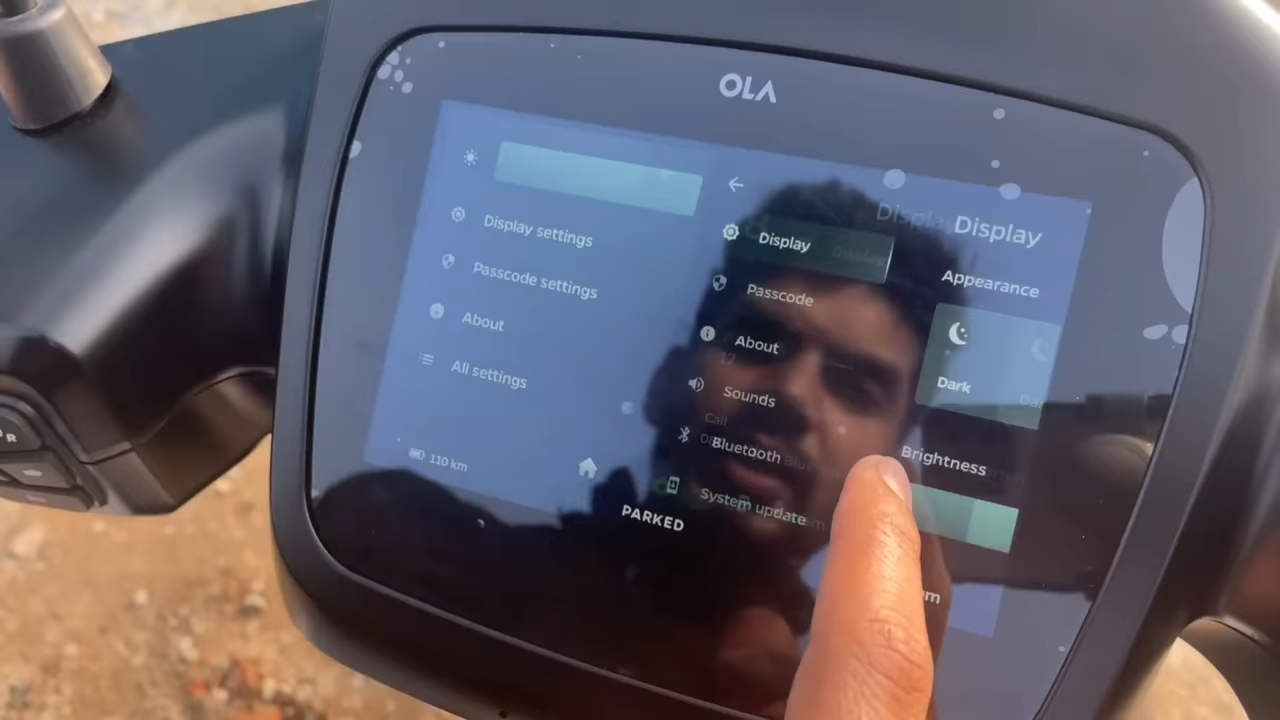 OLA
Display settings
Passcode settings
About
All settings
110 km
PARKED
Display
Passcode
About
Sounds
Bluetooth
System update
Display
Appearance
Dark
Brightness
R